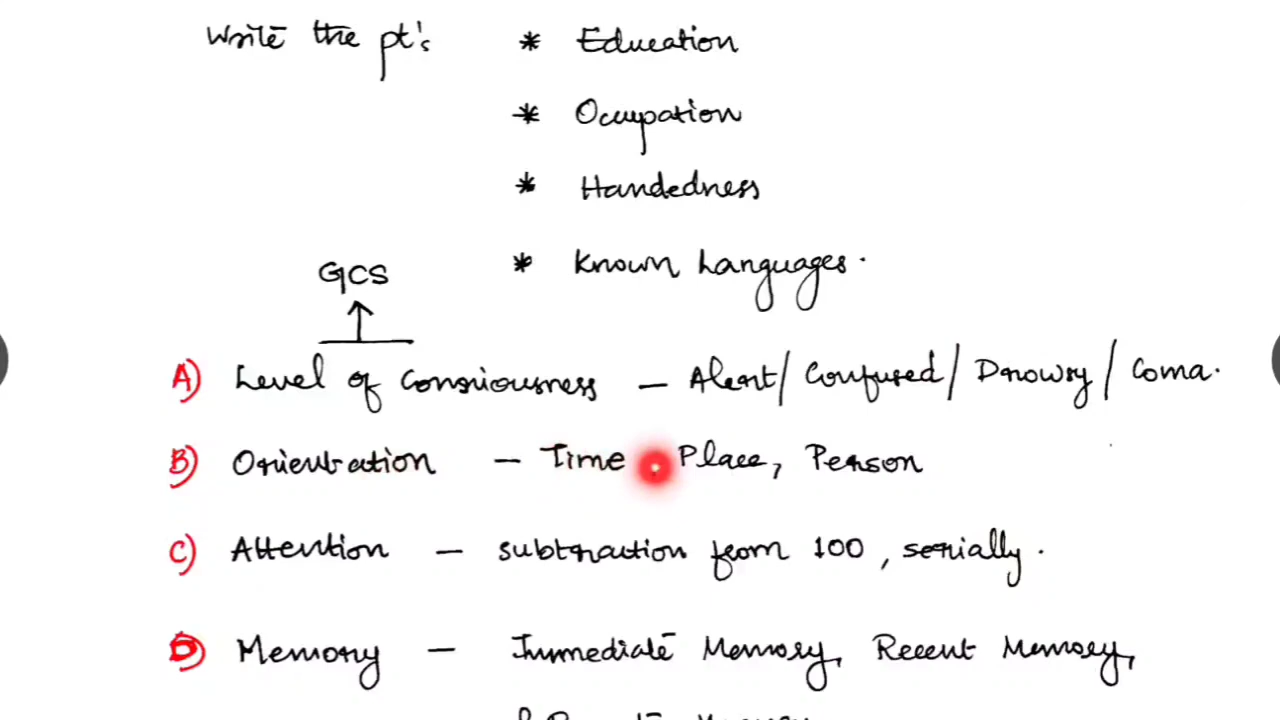 Write the pt's * Education
* Occupation
* Handedness
* Known Languages.
GCS
↑
A) Level of Consciousness – Alert / Confused / Drowsy / Coma.
B) Orientation – Time, Place, Person
C) Attention – subtraction from 100, serially.
D) Memory – Immediate Memory, Recent Memory,